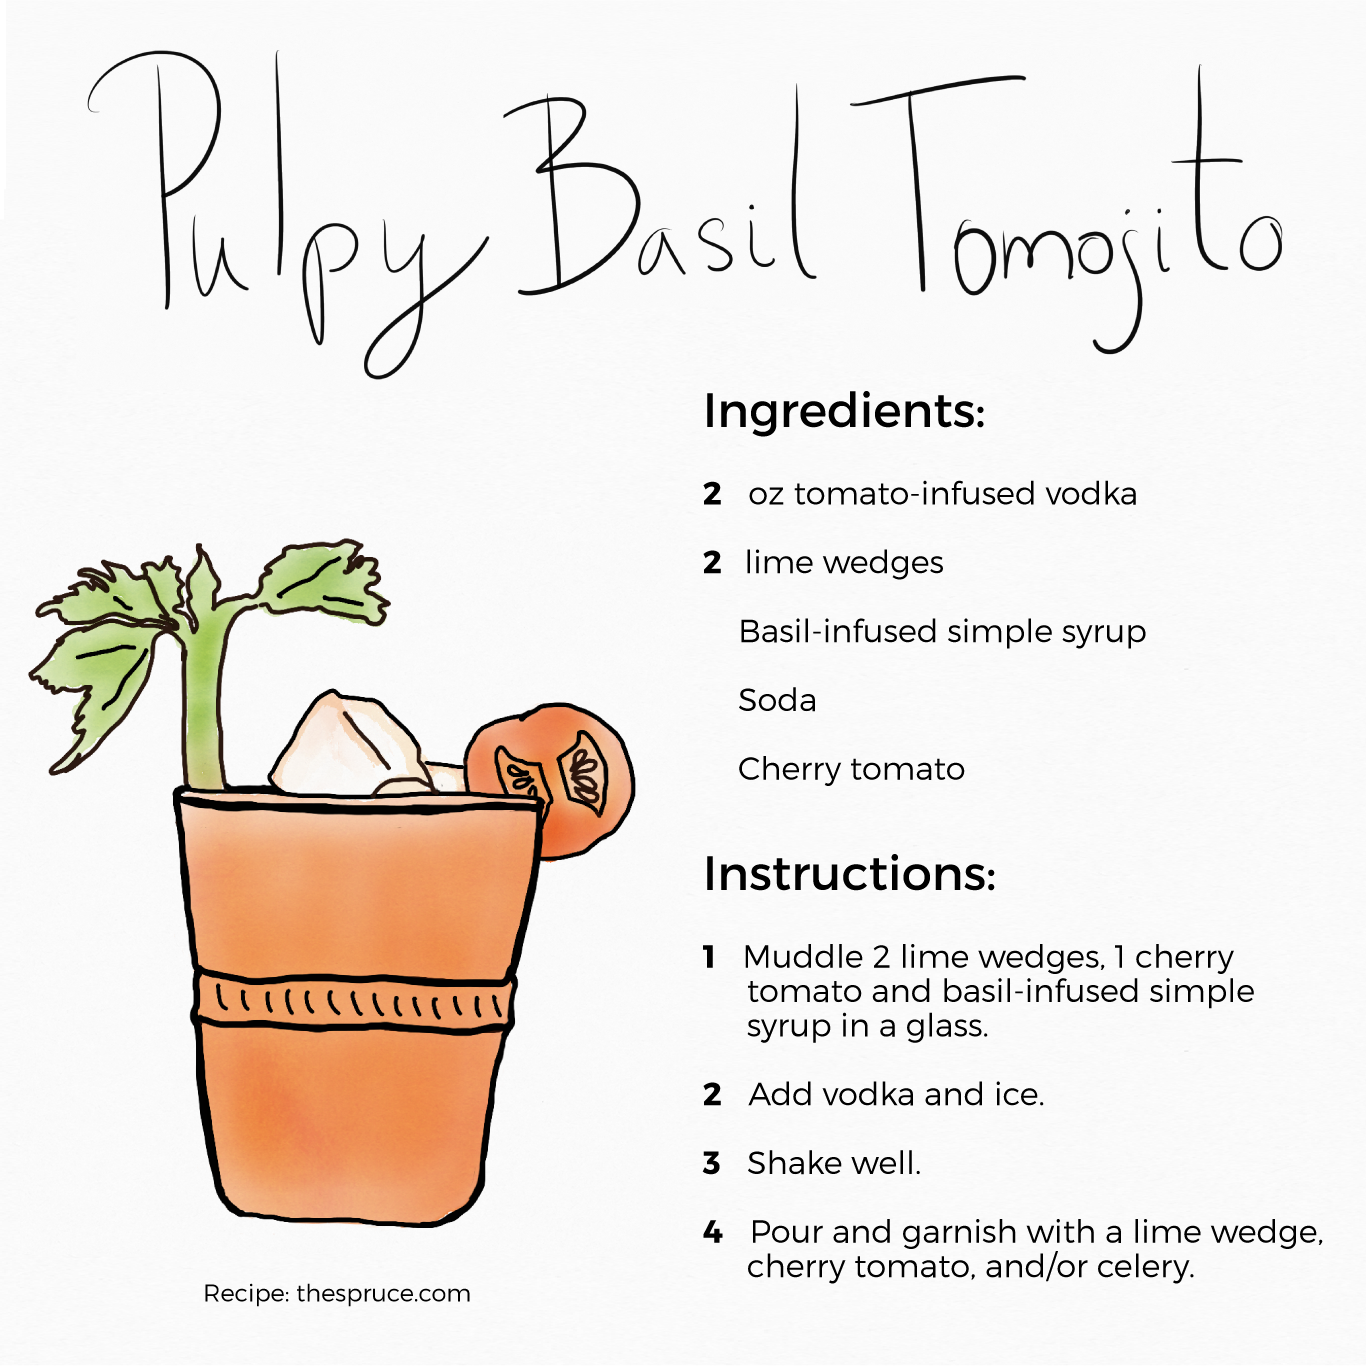 Pulpy Basil Tomojito
Ingredients:
2 oz tomato-infused vodka
2 lime wedges
Basil-infused simple syrup
Soda
Cherry tomato
Instructions:
1 Muddle 2 lime wedges, 1 cherry
tomato and basil-infused simple
syrup in a glass.
2 Add vodka and ice.
3 Shake well.
4 Pour and garnish with a lime wedge,
cherry tomato, and/or celery.
Recipe: thespruce.com